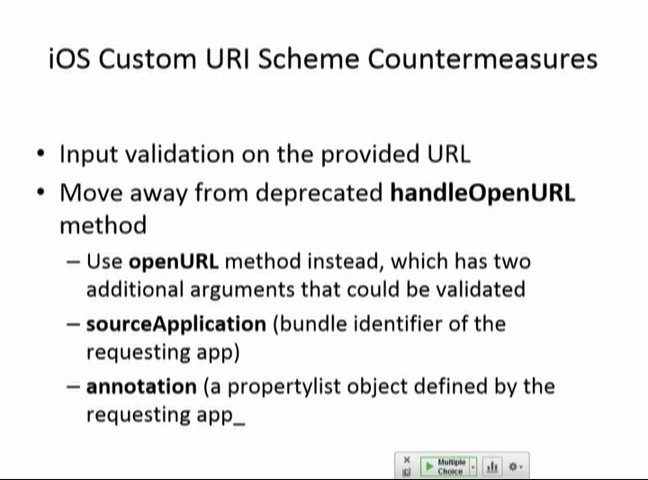 iOS Custom URI Scheme Countermeasures
• Input validation on the provided URL
• Move away from deprecated handleOpenURL
method
– Use openURL method instead, which has two
additional arguments that could be validated
– sourceApplication (bundle identifier of the
requesting app)
– annotation (a propertylist object defined by the
requesting app_
Multiple
Choice